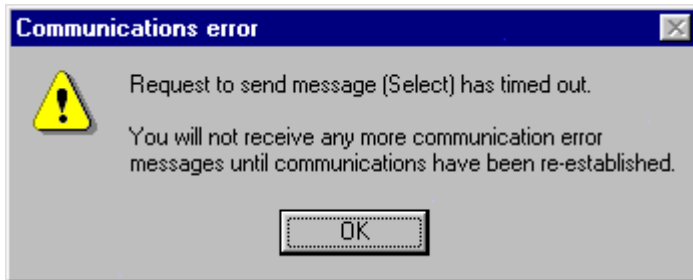 Communications error
Request to send message (Select) has timed out.
You will not receive any more communication error
messages until communications have been re-established.
OK